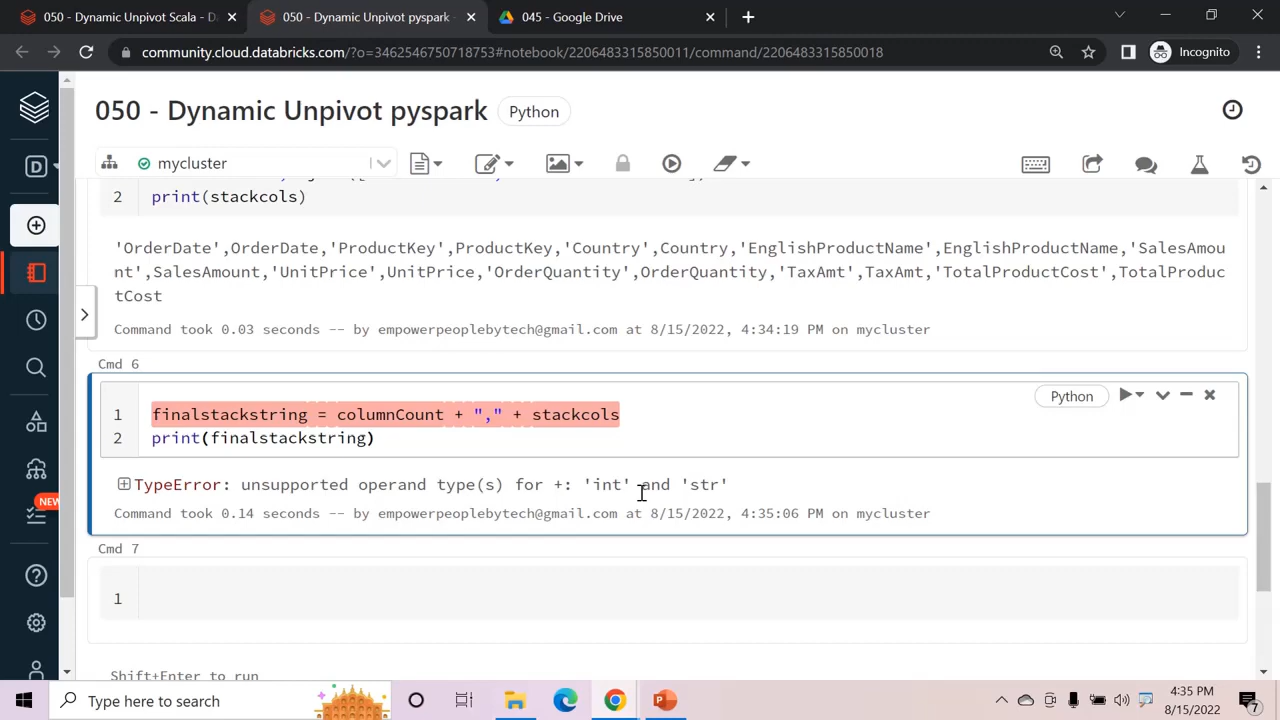 050 - Dynamic Unpivot Scala - D
050 - Dynamic Unpivot pyspark -
045 - Google Drive
community.cloud.databricks.com/?o=3462546750718753#notebook/2206483315850011/command/2206483315850018
Incognito
050 - Dynamic Unpivot pyspark
Python
D
mycluster
2 print(stackcols)
'OrderDate',OrderDate,'ProductKey',ProductKey,'Country',Country,'EnglishProductName',EnglishProductName,'SalesAmou
nt',SalesAmount,'UnitPrice',UnitPrice,'OrderQuantity',OrderQuantity,'TaxAmt',TaxAmt,'TotalProductCost',TotalProduc
tCost
Command took 0.03 seconds -- by empowerpeoplebytech@gmail.com at 8/15/2022, 4:34:19 PM on mycluster
Cmd 6
Python
1 finalstackstring = columnCount + "," + stackcols
2 print(finalstackstring)
TypeError: unsupported operand type(s) for +: 'int' and 'str'
Command took 0.14 seconds -- by empowerpeoplebytech@gmail.com at 8/15/2022, 4:35:06 PM on mycluster
NEW
Cmd 7
1
Shift+Enter to run
Type here to search
4:35 PM
8/15/2022
7